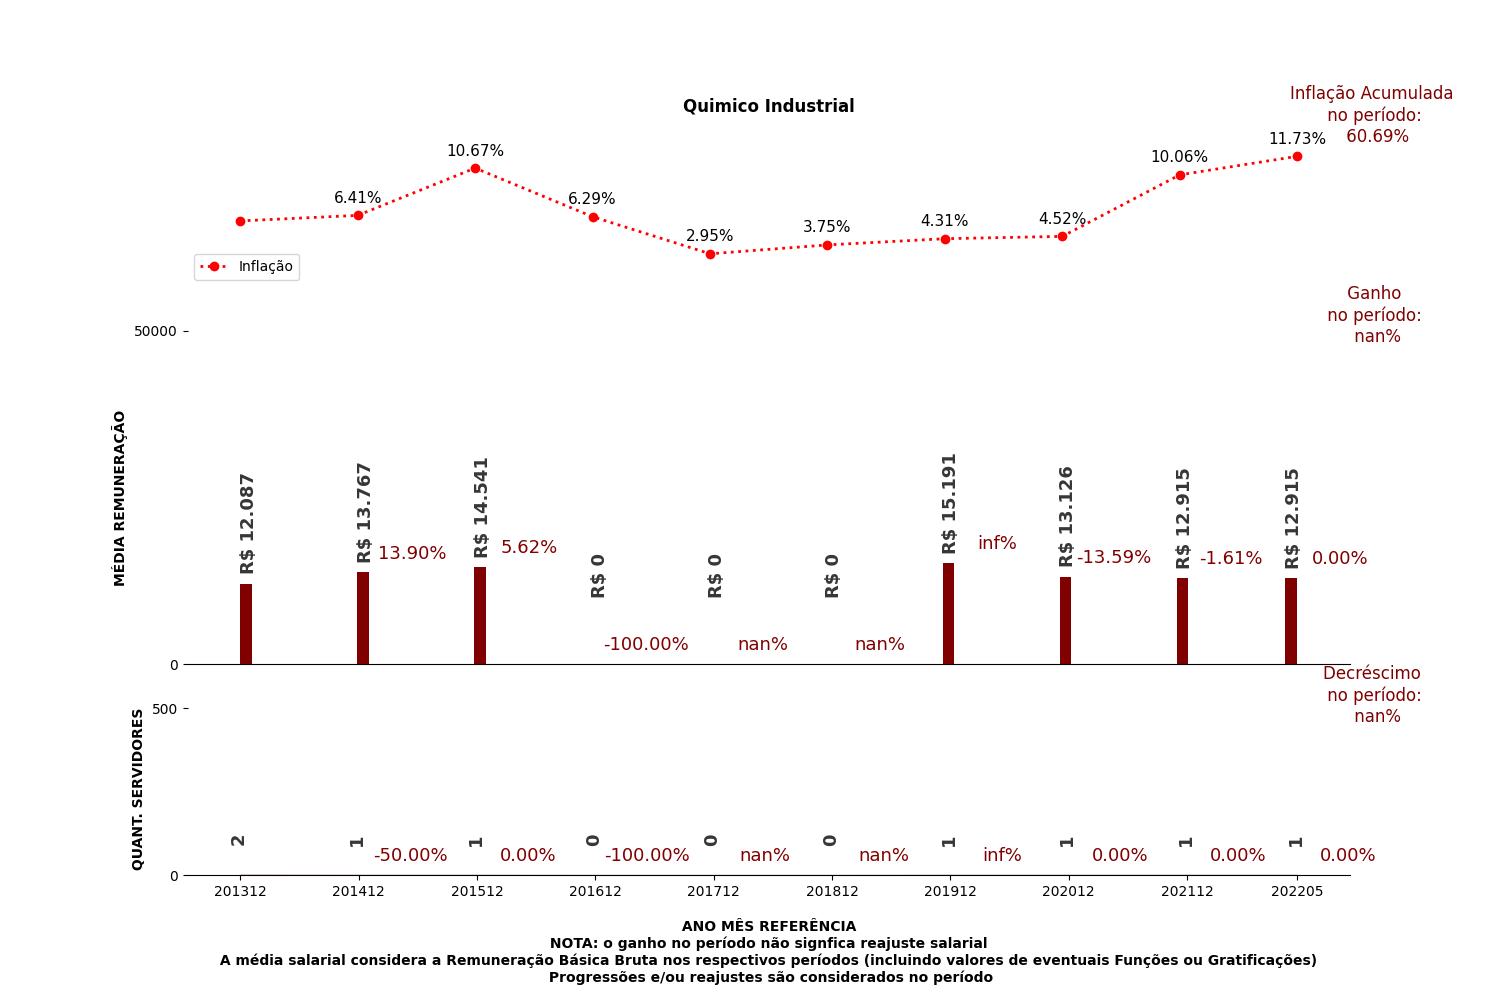 Quimico Industrial
Inflação Acumulada
no período:
60.69%
6.41%
10.67%
6.29%
2.95%
3.75%
4.31%
4.52%
10.06%
11.73%
Inflação
Ganho
no período:
nan%
MÉDIA REMUNERAÇÃO
50000
0
R$ 12.087
R$ 13.767
R$ 14.541
R$ 0
R$ 0
R$ 0
R$ 15.191
R$ 13.126
R$ 12.915
R$ 12.915
13.90%
5.62%
-100.00%
nan%
nan%
inf%
-13.59%
-1.61%
0.00%
Decréscimo
no período:
nan%
QUANT. SERVIDORES
500
0
2
1
1
0
0
0
1
1
1
1
-50.00%
0.00%
-100.00%
nan%
nan%
inf%
0.00%
0.00%
0.00%
201312
201412
201512
201612
201712
201812
201912
202012
202112
202205
ANO MÊS REFERÊNCIA
NOTA: o ganho no período não signfica reajuste salarial
A média salarial considera a Remuneração Básica Bruta nos respectivos períodos (incluindo valores de eventuais Funções ou Gratificações)
Progressões e/ou reajustes são considerados no período